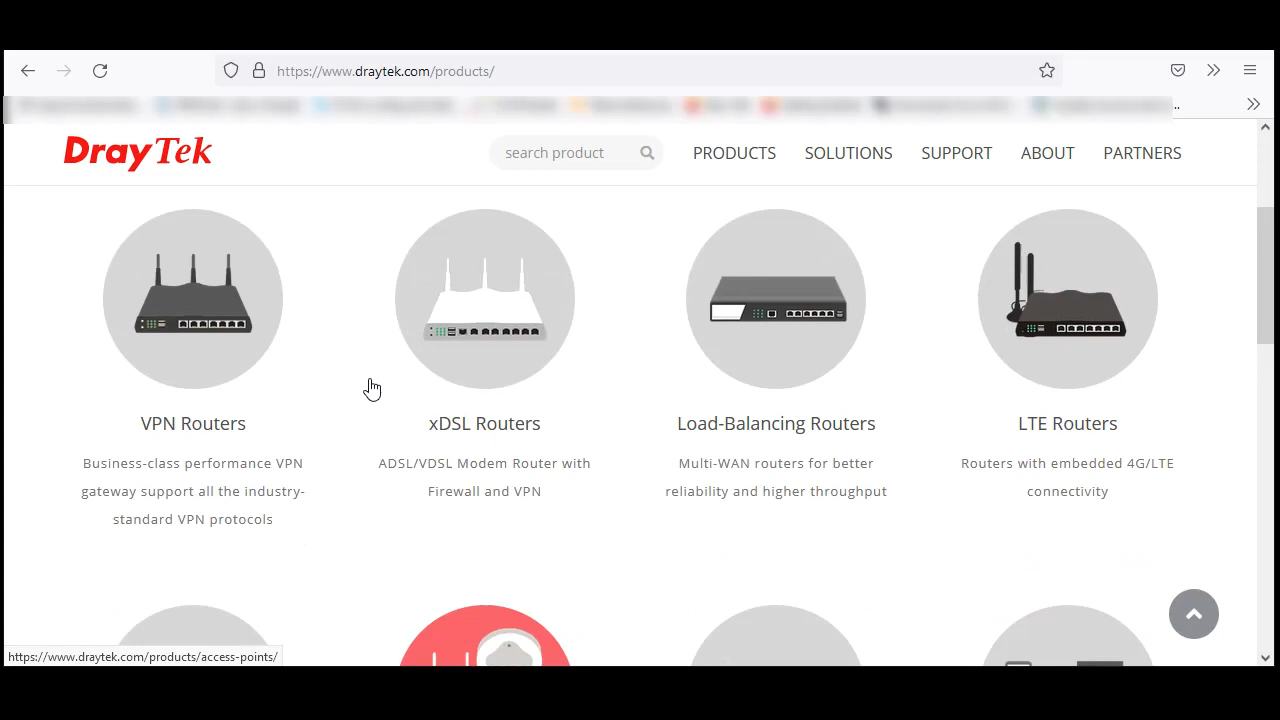 https://www.draytek.com/products/
..
DrayTek
search product
PRODUCTS
SOLUTIONS
SUPPORT
ABOUT
PARTNERS
VPN Routers
Business-class performance VPN
gateway support all the industry-
standard VPN protocols
xDSL Routers
ADSL/VDSL Modem Router with
Firewall and VPN
Load-Balancing Routers
Multi-WAN routers for better
reliability and higher throughput
LTE Routers
Routers with embedded 4G/LTE
connectivity
https://www.draytek.com/products/access-points/